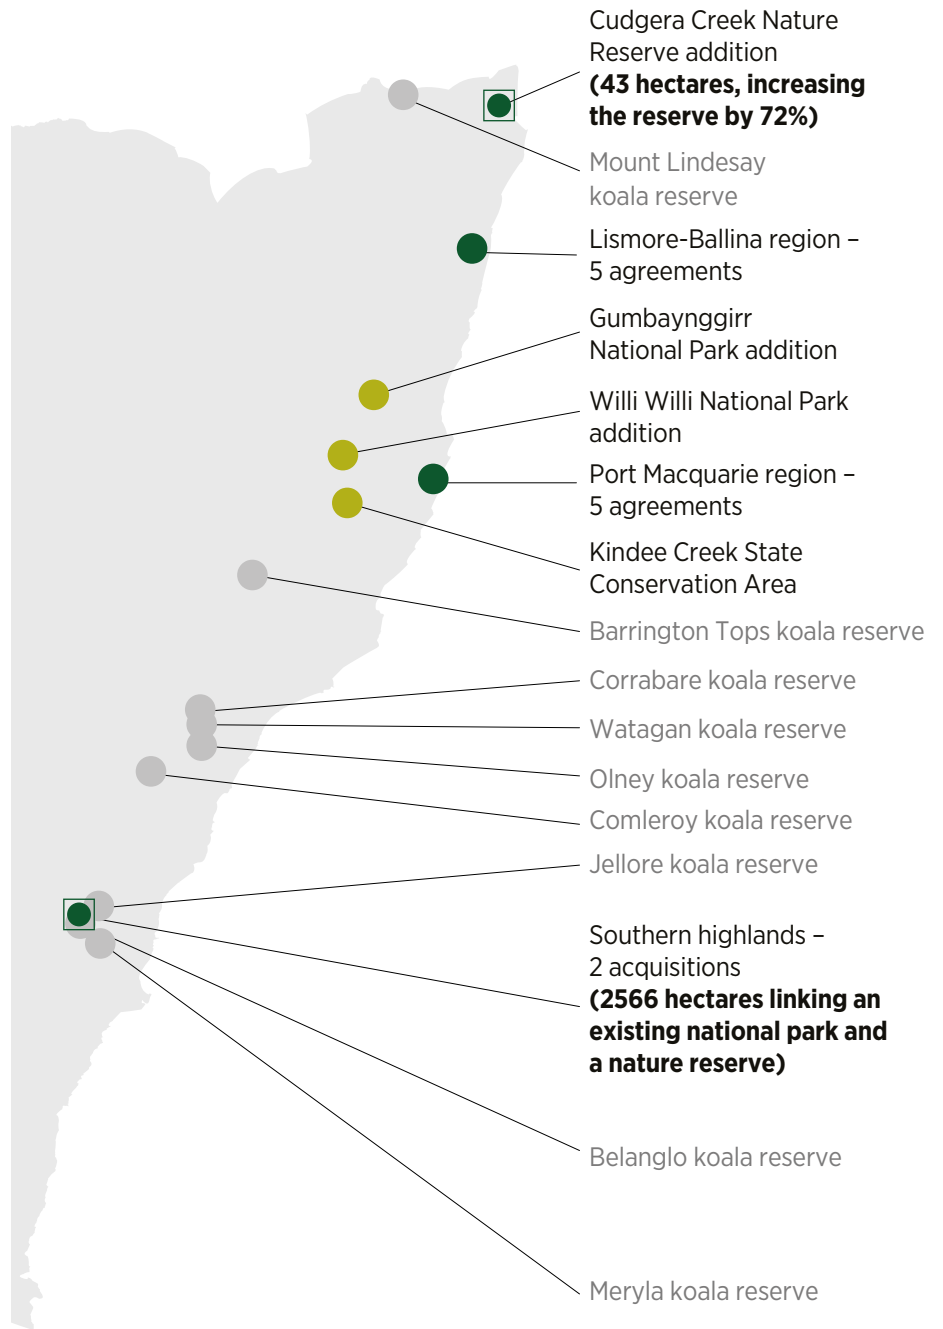 Cudgera Creek Nature
Reserve addition
(43 hectares, increasing
the reserve by 72%)
Mount Lindesay
koala reserve
Lismore-Ballina region –
5 agreements
Gumbaynggirr
National Park addition
Willi Willi National Park
addition
Port Macquarie region –
5 agreements
Kindee Creek State
Conservation Area
Barrington Tops koala reserve
Corrabare koala reserve
Watagan koala reserve
Olney koala reserve
Comleroy koala reserve
Jellore koala reserve
Southern highlands –
2 acquisitions
(2566 hectares linking an
existing national park and
a nature reserve)
Belanglo koala reserve
Meryla koala reserve